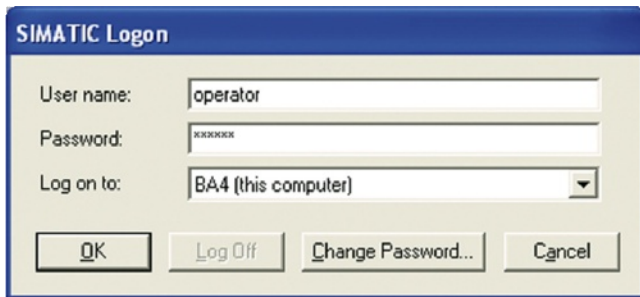 SIMATIC Logon
User name: operator
Password: ××××××
Log on to: BA4 (this computer)
OK Log Off Change Password... Cancel